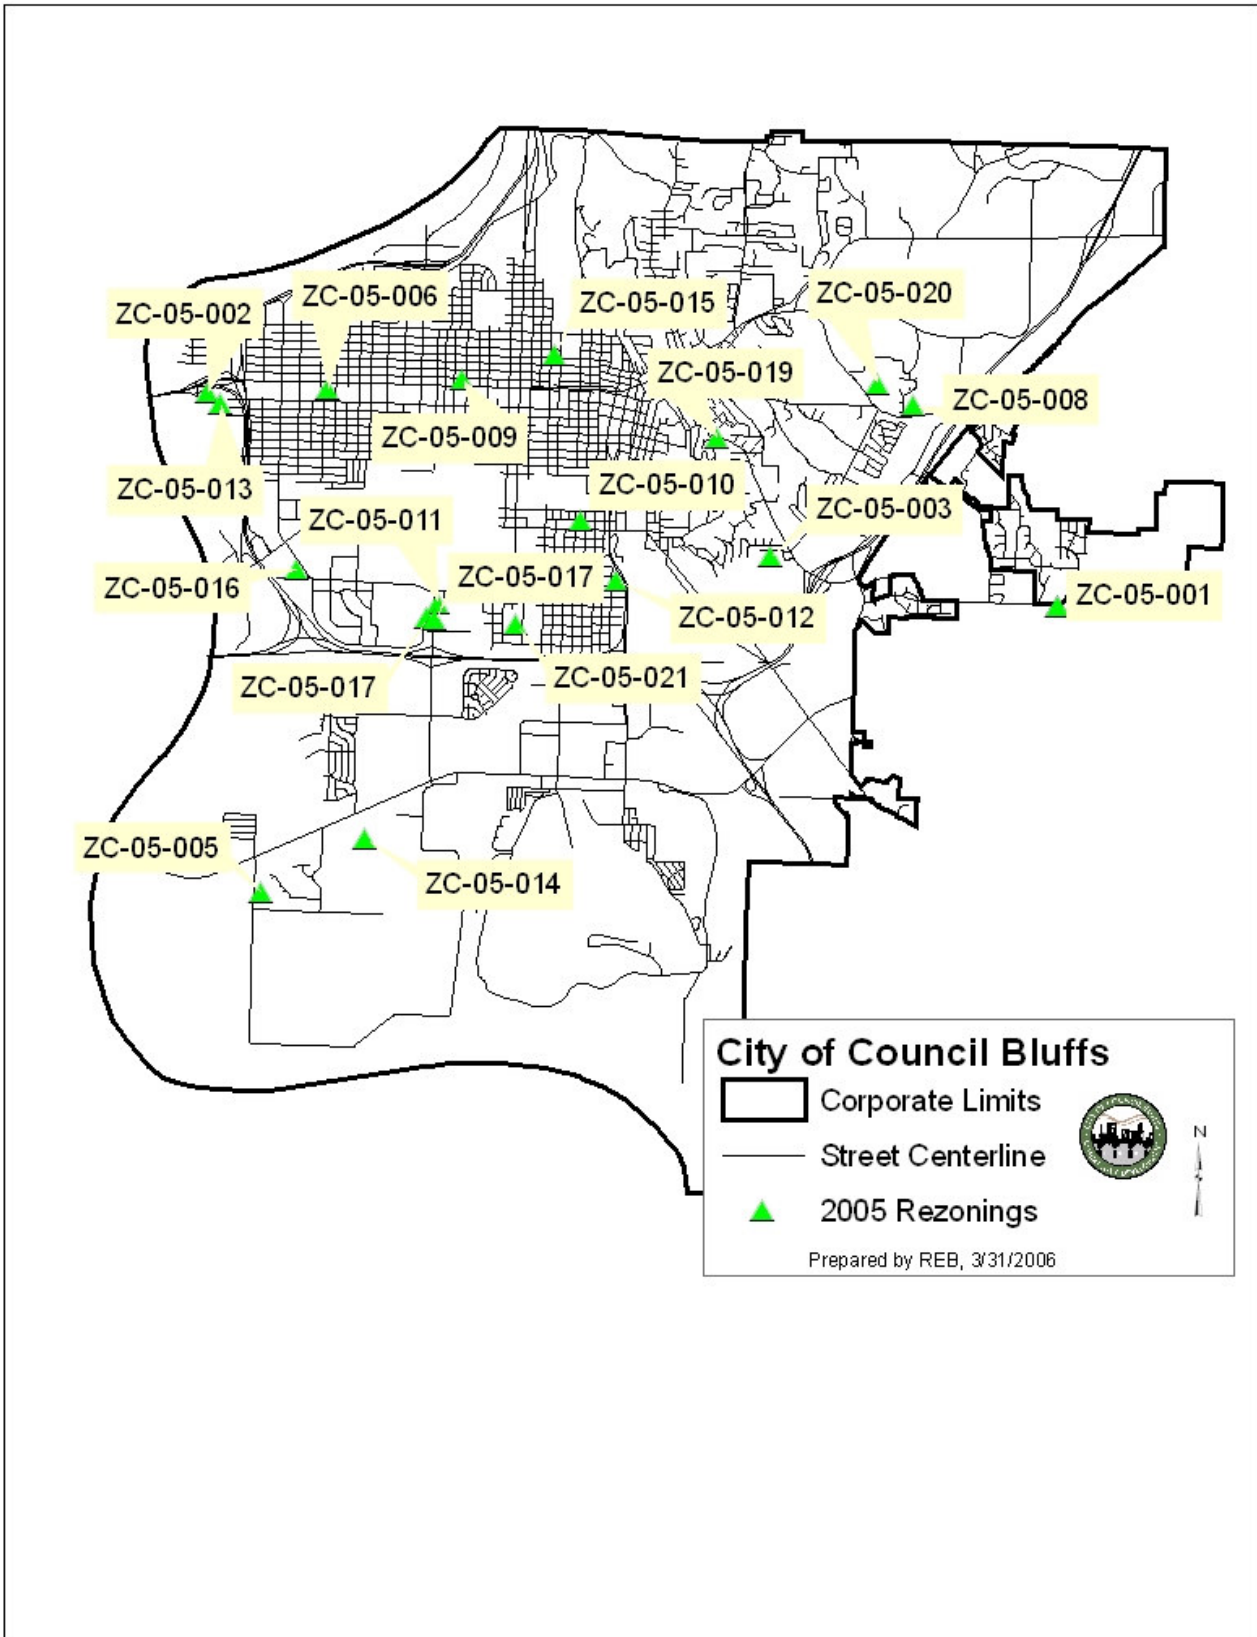 ZC-05-006
ZC-05-020
ZC-05-015
ZC-05-002
ZC-05-019
ZC-05-008
ZC-05-009
ZC-05-010
ZC-05-013
ZC-05-003
ZC-05-011
ZC-05-017
ZC-05-016
ZC-05-001
ZC-05-012
ZC-05-021
ZC-05-017
ZC-05-005
ZC-05-014
City of Council Bluffs
Corporate Limits
N
Street Centerline
2005 Rezonings
Prepared by REB, 3/31/2006